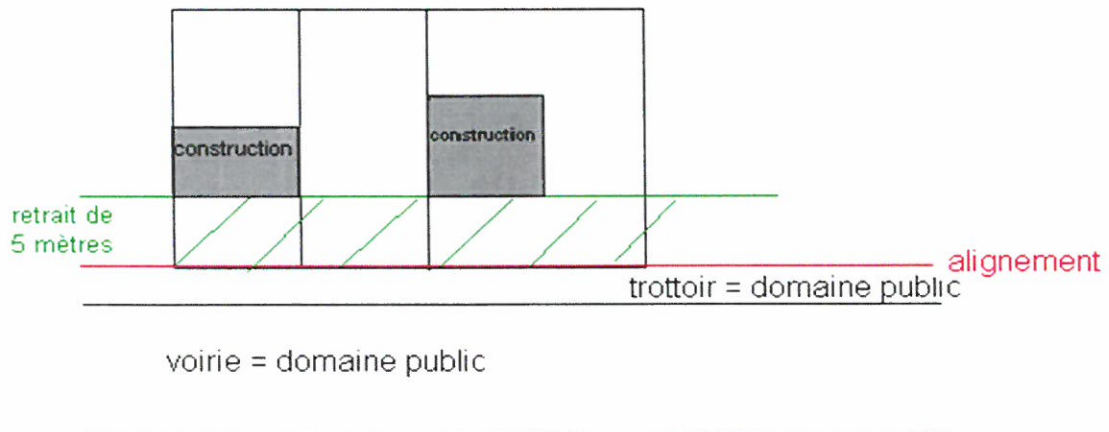 construction
construction
retrait de
5 mètres
alignement
trottoir = domaine public
voirie = domaine public